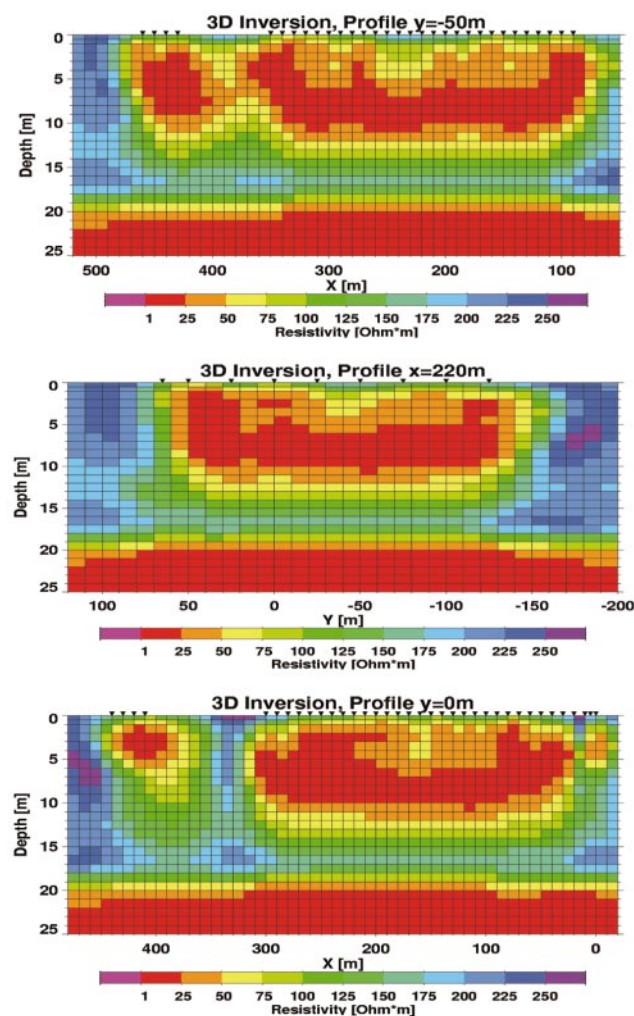 3D Inversion, Profile y=-50m
0
5
10
15
20
25
Depth [m]
500 400 300 200 100
X [m]
1 25 50 75 100 125 150 175 200 225 250
Resistivity [Ohm*m]
3D Inversion, Profile x=220m
0
5
10
15
20
25
Depth [m]
100 50 0 -50 -100 -150 -200
Y [m]
1 25 50 75 100 125 150 175 200 225 250
Resistivity [Ohm*m]
3D Inversion, Profile y=0m
0
5
10
15
20
25
Depth [m]
400 300 200 100 0
X [m]
1 25 50 75 100 125 150 175 200 225 250
Resistivity [Ohm*m]